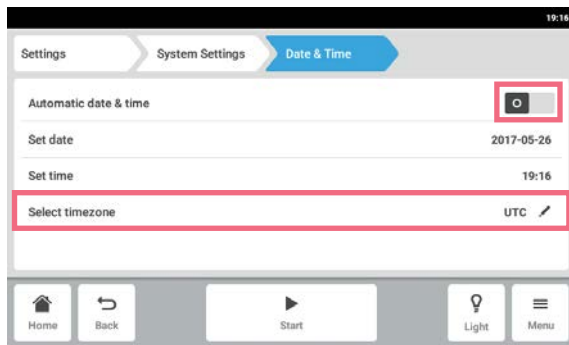 19:16
Settings System Settings Date & Time
Automatic date & time O
Set date 2017-05-26
Set time 19:16
Select timezone UTC
Home Back Start Light Menu